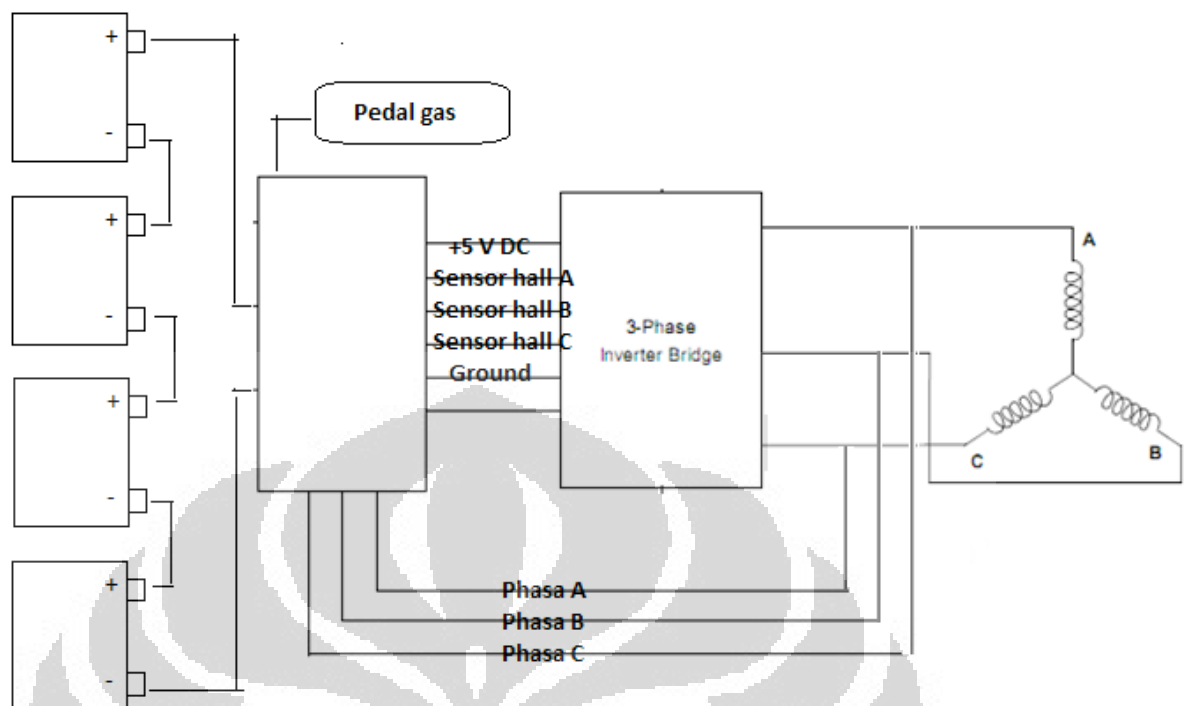 +
-
+
-
+
-
+
-
Pedal gas
+5 V DC
Sensor hall A
Sensor hall B
Sensor hall C
Ground
3-Phase
Inverter Bridge
A
B
C
Phasa A
Phasa B
Phasa C